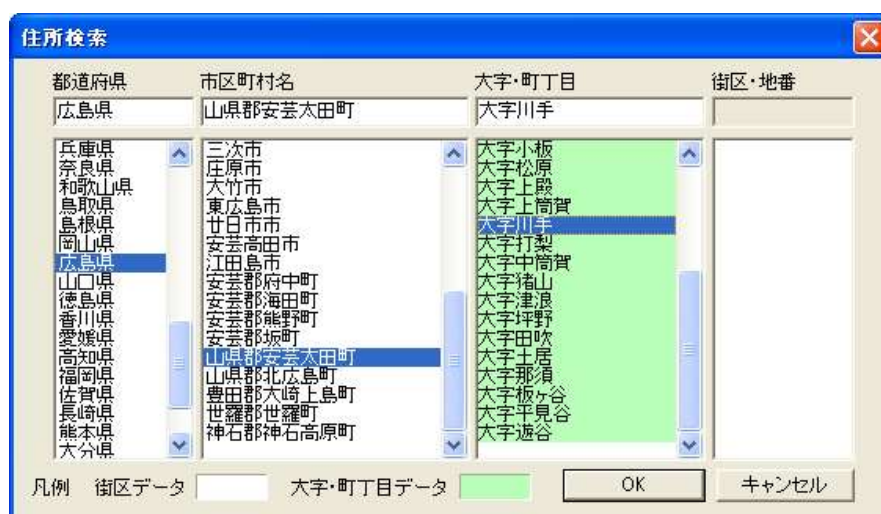 住所検索
都道府県
市区町村名
大字・町丁目
街区・地番
広島県
山県郡安芸太田町
大字川手
兵庫県
奈良県
和歌山県
鳥取県
島根県
岡山県
広島県
山口県
徳島県
香川県
愛媛県
高知県
福岡県
佐賀県
長崎県
熊本県
大分県
三次市
庄原市
大竹市
東広島市
廿日市市
安芸高田市
江田島市
安芸郡府中町
安芸郡海田町
安芸郡熊野町
安芸郡坂町
山県郡安芸太田町
山県郡北広島町
豊田郡大崎上島町
世羅郡世羅町
神石郡神石高原町
大字小板
大字松原
大字上殿
大字上筒賀
大字川手
大字打梨
大字中筒賀
大字猪山
大字津浪
大字坪野
大字田吹
大字土居
大字那須
大字板ヶ谷
大字平見谷
大字遊谷
凡例 街区データ 大字・町丁目データ
OK
キャンセル